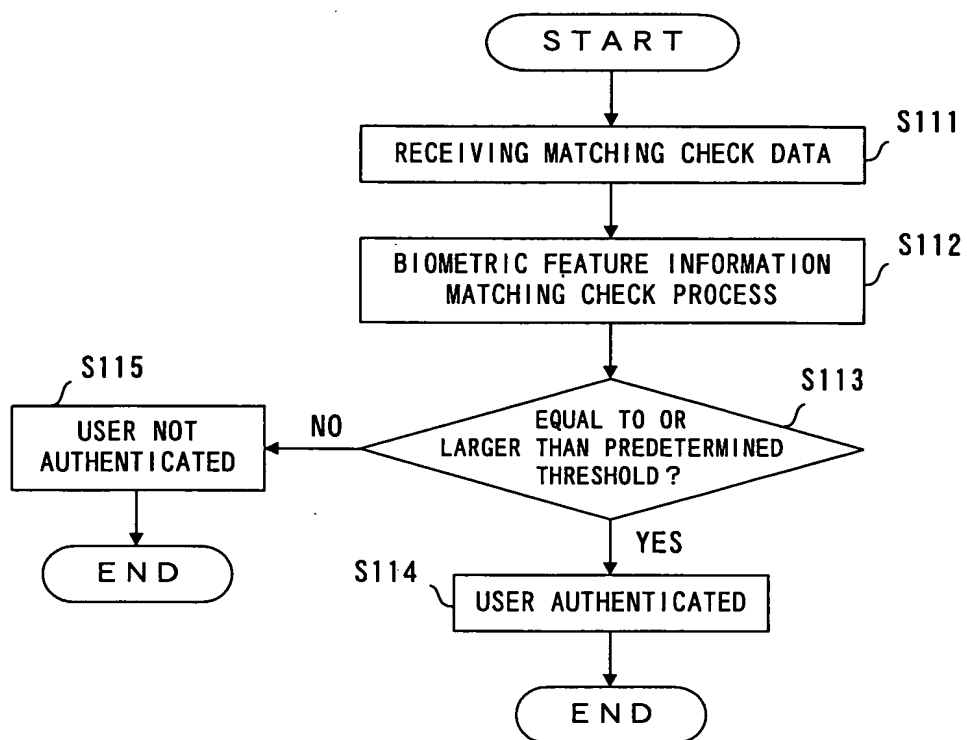 START
S111
RECEIVING MATCHING CHECK DATA
S112
BIOMETRIC FEATURE INFORMATION
MATCHING CHECK PROCESS
S113
EQUAL TO OR
LARGER THAN PREDETERMINED
THRESHOLD?
NO
S115
USER NOT
AUTHENTICATED
END
YES
S114
USER AUTHENTICATED
END